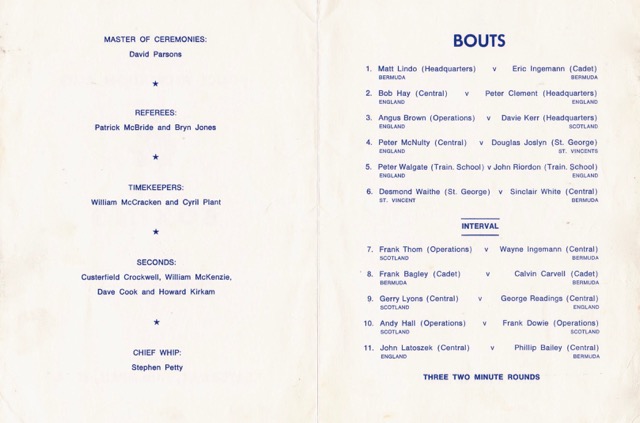 MASTER OF CEREMONIES:
David Parsons
REFEREES:
Patrick McBride and Bryn Jones
TIMEKEEPERS:
William McCracken and Cyril Plant
SECONDS:
Custerfield Crockwell, William McKenzie,
Dave Cook and Howard Kirkam
CHIEF WHIP:
Stephen Petty
BOUTS
1. Matt Lindo (Headquarters) v Eric Ingemann (Cadet)
BERMUDA BERMUDA
2. Bob Hay (Central) v Peter Clement (Headquarters)
ENGLAND ENGLAND
3. Angus Brown (Operations) v Davie Kerr (Headquarters)
ENGLAND SCOTLAND
4. Peter McNulty (Central) v Douglas Joslyn (St. George)
ENGLAND ST. VINCENTS
5. Peter Walgate (Train. School) v John Riordon (Train. School)
ENGLAND ENGLAND
6. Desmond Waithe (St. George) v Sinclair White (Central)
ST. VINCENT BERMUDA
INTERVAL
7. Frank Thom (Operations) v Wayne Ingemann (Central)
SCOTLAND BERMUDA
8. Frank Bagley (Cadet) v Calvin Carvell (Cadet)
BERMUDA BERMUDA
9. Gerry Lyons (Central) v George Readings (Central)
SCOTLAND ENGLAND
10. Andy Hall (Operations) v Frank Dowie (Operations)
SCOTLAND SCOTLAND
11. John Latoszek (Central) v Phillip Bailey (Central)
ENGLAND BERMUDA
THREE TWO MINUTE ROUNDS